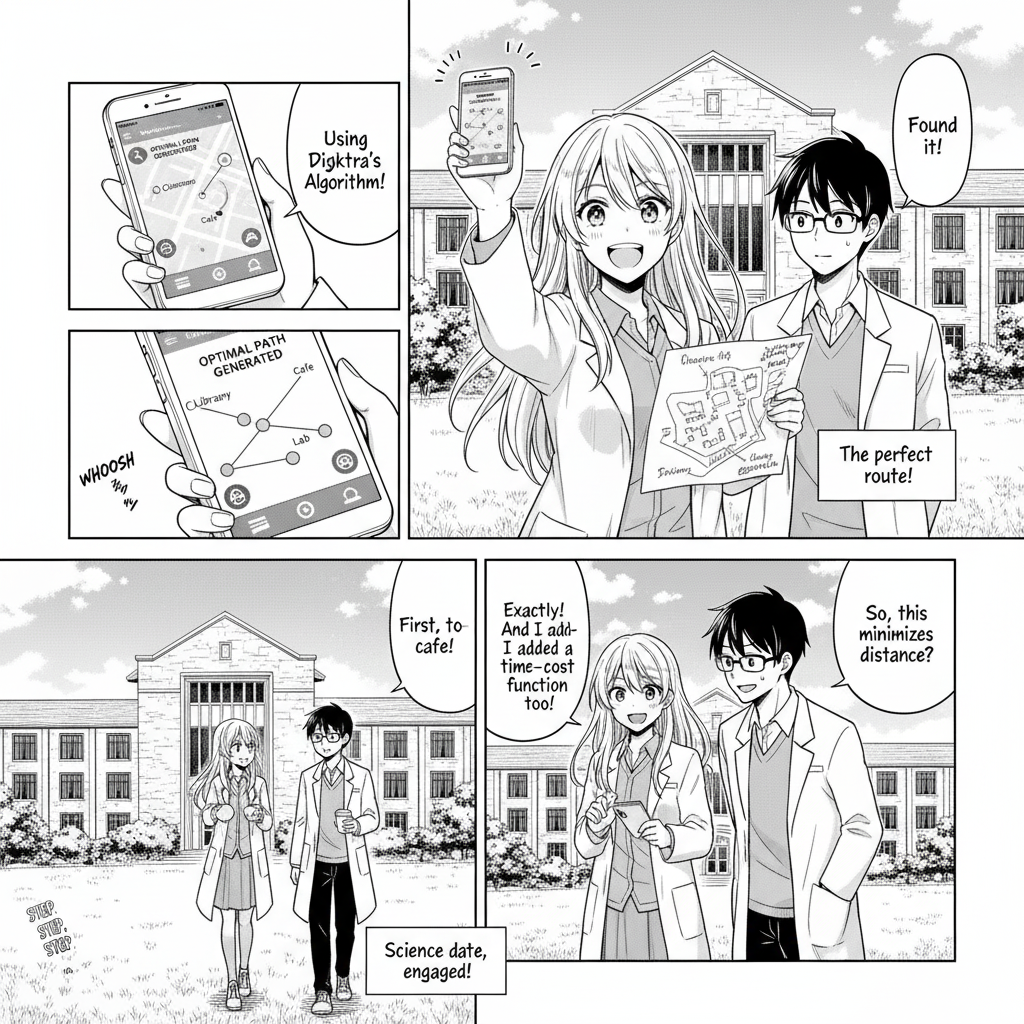 Found
it!
The perfect
route!
Using
Digktra's
Algorithm!
Cafe
OPTIMAL PATH
GENERATED
Cafe
Lab
WHOOSH
So, this
minimizes
distance?
Exactly!
And I add-
I added a
time-cost
function
too!
First, to
cafe!
STEP
STEP
STEP
Science date,
engaged!